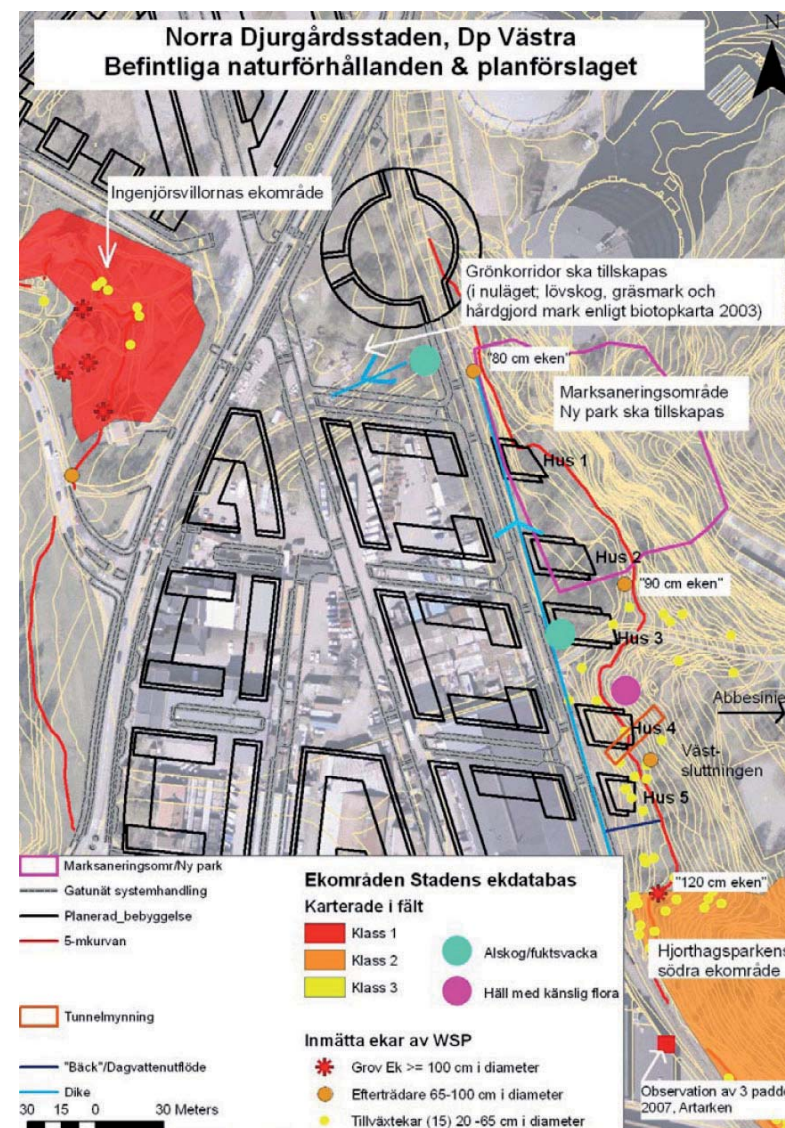 Norra Djurgårdsstaden, Dp Västra
Befintliga naturförhållanden & planförslaget
N
Ingenjörsvillornas ekområde
Grönkorridor ska tillskapas
(i nuläget; lövskog, gräsmark och
hårdgjord mark enligt biotopkarta 2003)
"80 cm eken"
Marksaneringsområde
Ny park ska tillskapas
Hus 1
Hus 2
"90 cm eken"
Hus 3
Abbesinie
Hus 4
Väst-
sluttningen
Hus 5
"120 cm eken"
Hjorthagsparkens
södra ekområde
Observation av 3 padd
2007, Artarken
Marksaneringsomr/Ny park
Gatunät systemhandling
Planerad_bebyggelse
5-mkurvan
Tunnelmynning
"Bäck"/Dagvattenutflöde
Dike
30 15 0 30 Meters
Ekområden Stadens ekdatabas
Karterade i fält
Klass 1
Klass 2
Klass 3
Alskog/fuktsvacka
Häll med känslig flora
Inmätta ekar av WSP
Grov Ek >= 100 cm i diameter
Efterträdare 65-100 cm i diameter
Tillväxtekar (15) 20 -65 cm i diameter